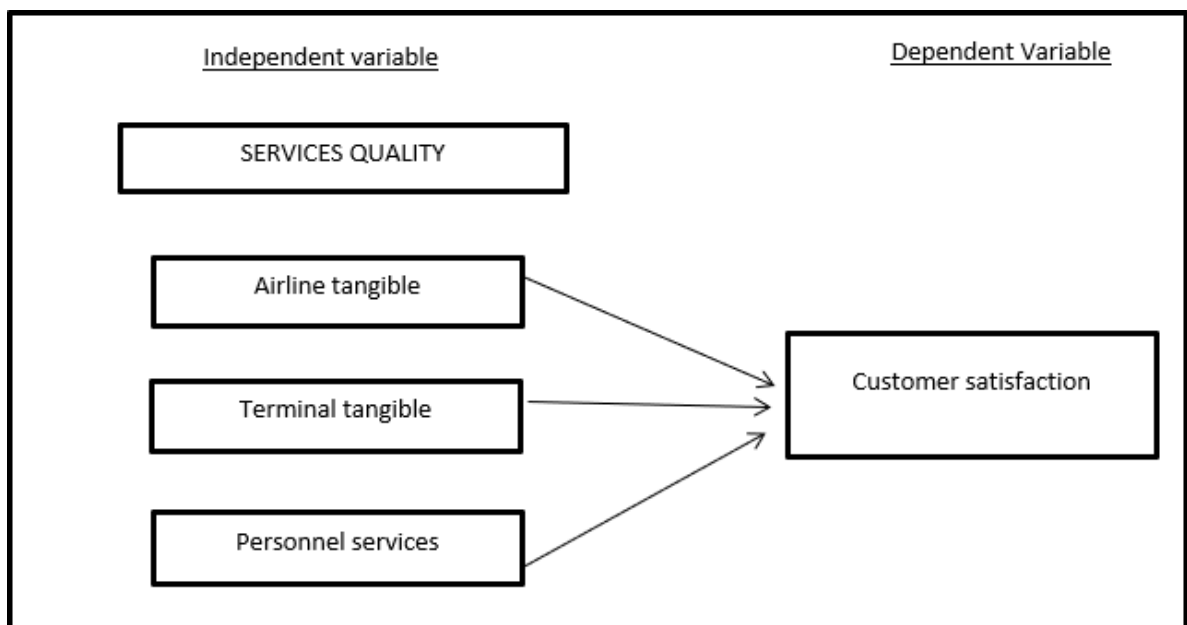 Independent variable
Dependent Variable
SERVICES QUALITY
Airline tangible
Terminal tangible
Customer satisfaction
Personnel services